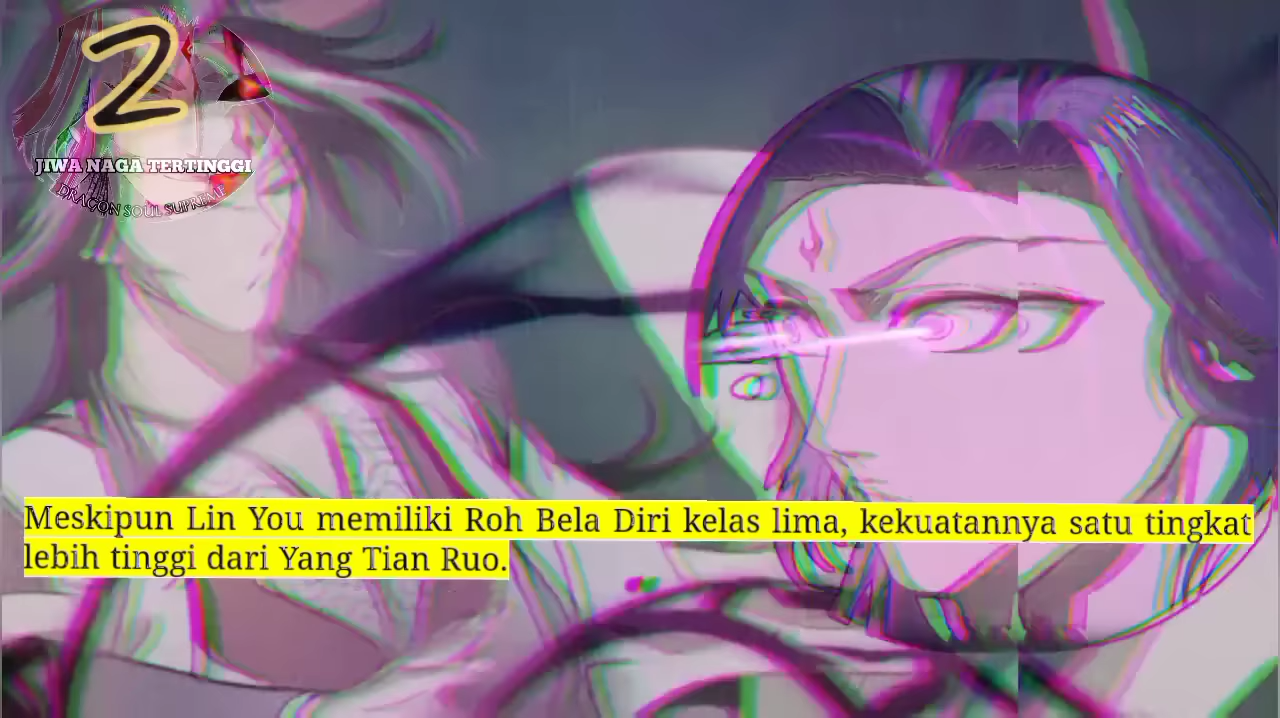 2
JIWA NAGA TERTINGGI
DRAGON SOUL SUPREME
Meskipun Lin You memiliki Roh Bela Diri kelas lima, kekuatannya satu tingkat
lebih tinggi dari Yang Tian Ruo.